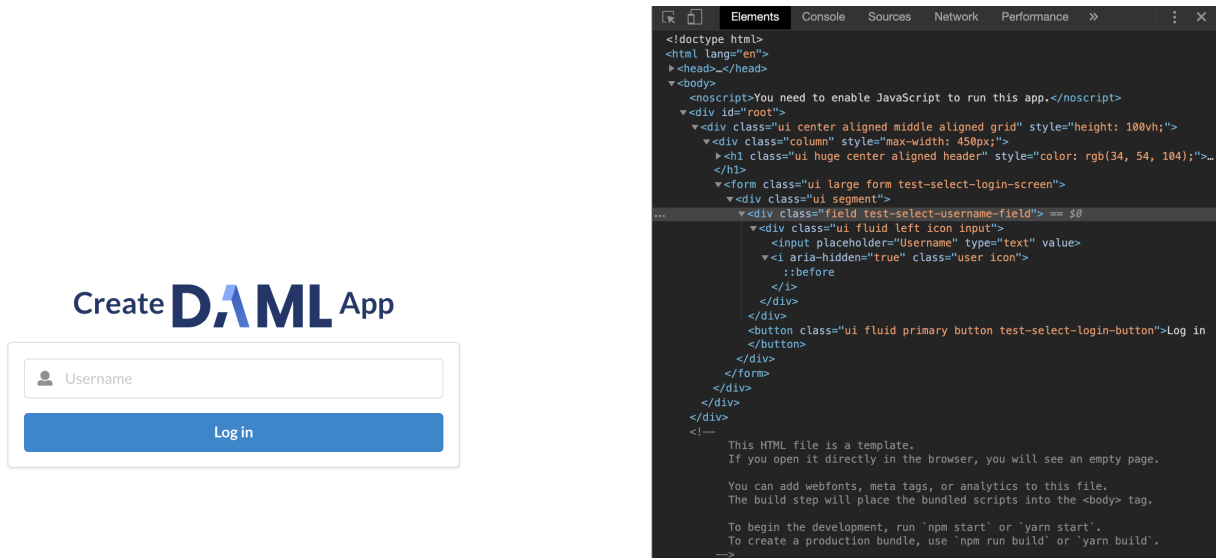 Create DAML App
Username
Log in
Elements Console Sources Network Performance »
<!doctype html>
<html lang="en">
▶<head>…</head>
▼<body>
<noscript>You need to enable JavaScript to run this app.</noscript>
▼<div id="root">
▼<div class="ui center aligned middle aligned grid" style="height: 100vh;">
▼<div class="column" style="max-width: 450px;">
▶<h1 class="ui huge center aligned header" style="color: rgb(34, 54, 104);">…
</h1>
▼<form class="ui large form test-select-login-screen">
▼<div class="ui segment">
… ▼<div class="field test-select-username-field"> == $0
▼<div class="ui fluid left icon input">
<input placeholder="Username" type="text" value>
▼<i aria-hidden="true" class="user icon">
::before
</i>
</div>
</div>
<button class="ui fluid primary button test-select-login-button">Log in
</button>
</div>
</form>
</div>
</div>
</div>
<!--
This HTML file is a template.
If you open it directly in the browser, you will see an empty page.
You can add webfonts, meta tags, or analytics to this file.
The build step will place the bundled scripts into the <body> tag.
To begin the development, run `npm start` or `yarn start`.
To create a production bundle, use `npm run build` or `yarn build`.
-->